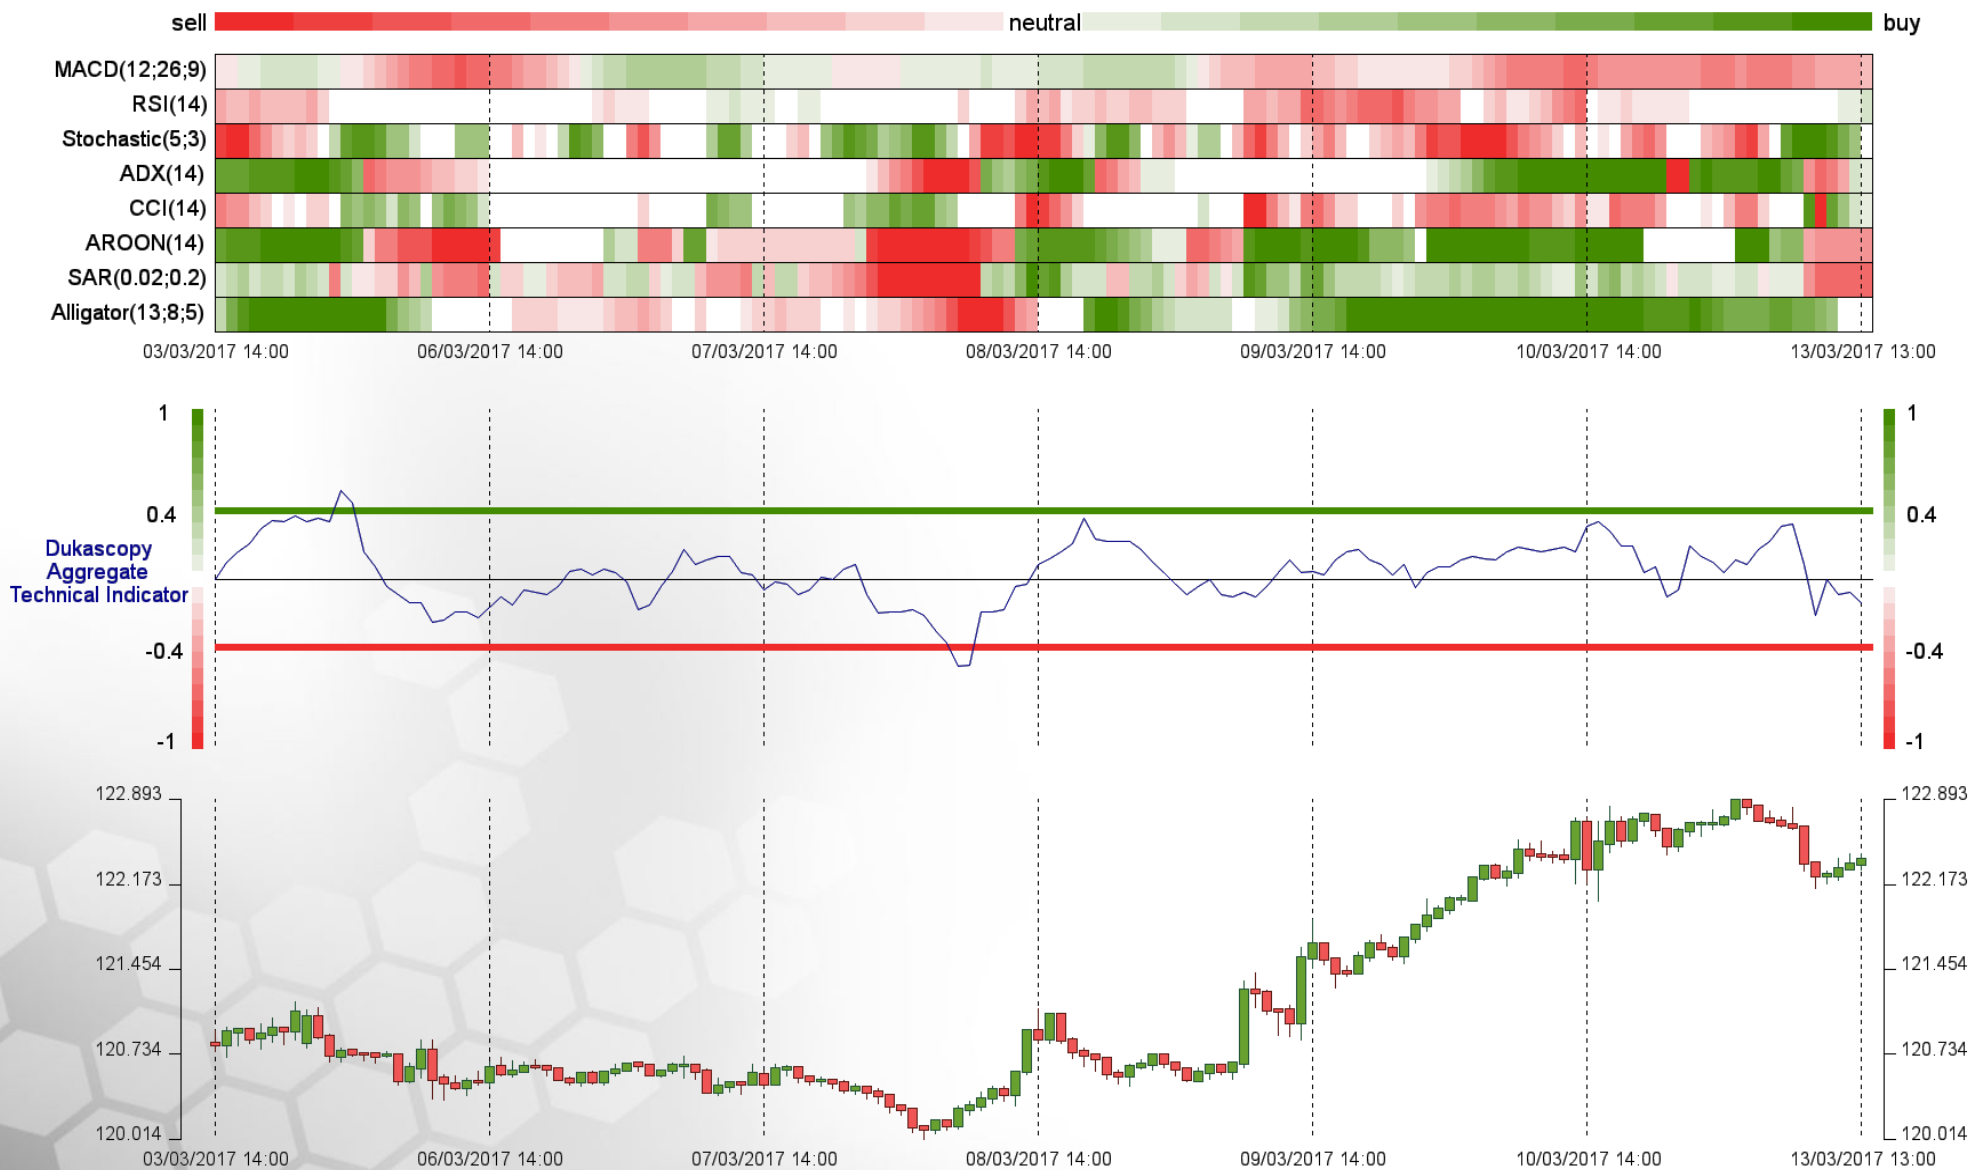 sell neutral buy
MACD(12;26;9)
RSI(14)
Stochastic(5;3)
ADX(14)
CCI(14)
AROON(14)
SAR(0.02;0.2)
Alligator(13;8;5)
03/03/2017 14:00 06/03/2017 14:00 07/03/2017 14:00 08/03/2017 14:00 09/03/2017 14:00 10/03/2017 14:00 13/03/2017 13:00
1 1
0.4 0.4
Dukascopy
Aggregate
Technical Indicator
-0.4 -0.4
-1 -1
122.893 122.893
122.173 122.173
121.454 121.454
120.734 120.734
120.014 120.014
03/03/2017 14:00 06/03/2017 14:00 07/03/2017 14:00 08/03/2017 14:00 09/03/2017 14:00 10/03/2017 14:00 13/03/2017 13:00